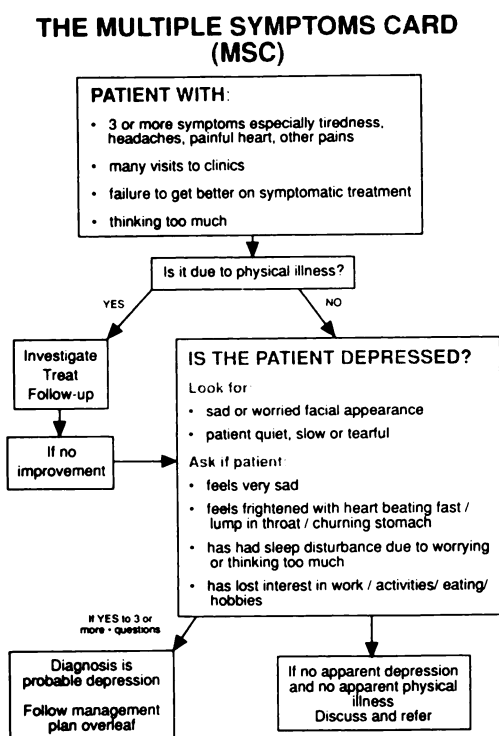 THE MULTIPLE SYMPTOMS CARD
(MSC)
PATIENT WITH:
• 3 or more symptoms especially tiredness,
headaches, painful heart, other pains
• many visits to clinics
• failure to get better on symptomatic treatment
• thinking too much
Is it due to physical illness?
YES
NO
Investigate
Treat
Follow-up
If no
improvement
IS THE PATIENT DEPRESSED?
Look for:
• sad or worried facial appearance
• patient quiet, slow or tearful
Ask if patient:
• feels very sad
• feels frightened with heart beating fast /
lump in throat / churning stomach
• has had sleep disturbance due to worrying
or thinking too much
• has lost interest in work / activities/ eating/
hobbies
If YES to 3 or
more • questions
Diagnosis is
probable depression
Follow management
plan overleaf
If no apparent depression
and no apparent physical
illness
Discuss and refer